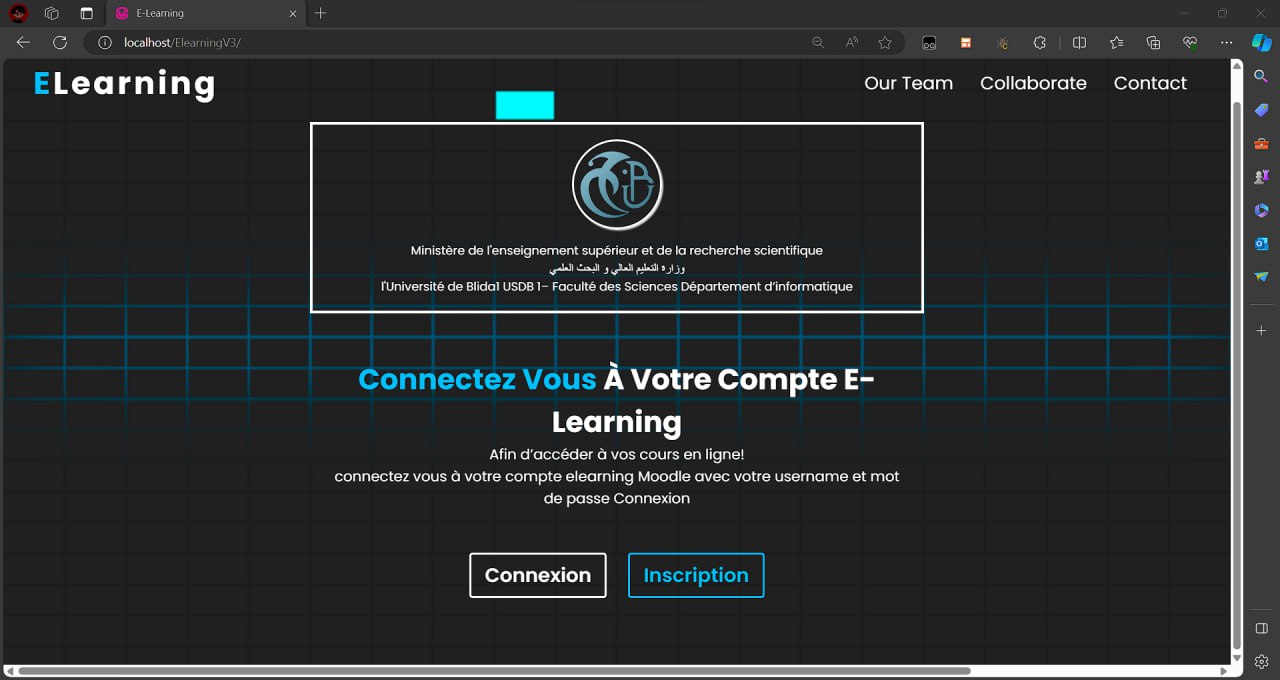 E-Learning
localhost/ElearningV3/
ELearning
Our Team
Collaborate
Contact
Ministère de l'enseignement supérieur et de la recherche scientifique
وزارة التعليم العالي و البحث العلمي
l'Université de Blida1 USDB 1– Faculté des Sciences Département d’informatique
Connectez Vous À Votre Compte E-
Learning
Afin d’accéder à vos cours en ligne!
connectez vous à votre compte elearning Moodle avec votre username et mot
de passe Connexion
Connexion
Inscription